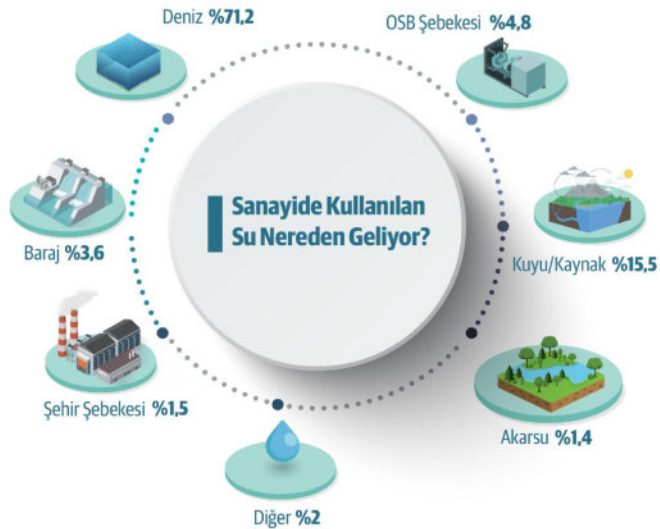 Deniz %71,2
OSB Şebekesi %4,8
Sanayide Kullanılan
Su Nereden Geliyor?
Baraj %3,6
Kuyu/Kaynak %15,5
Şehir Şebekesi %1,5
Akarsu %1,4
Diğer %2